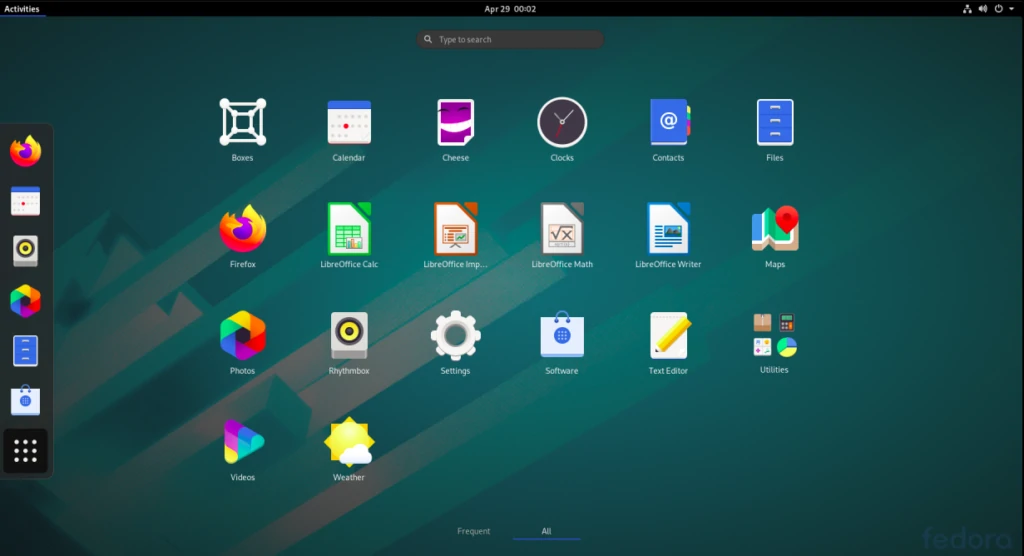 Activities
Apr 29 00:02
Type to search
Boxes
Calendar
Cheese
Clocks
@
Contacts
Files
Firefox
LibreOffice Calc
LibreOffice Imp...
√x
LibreOffice Math
LibreOffice Writer
Maps
Photos
Rhythmbox
Settings
Software
Text Editor
Utilities
Videos
Weather
Frequent
All
fedora